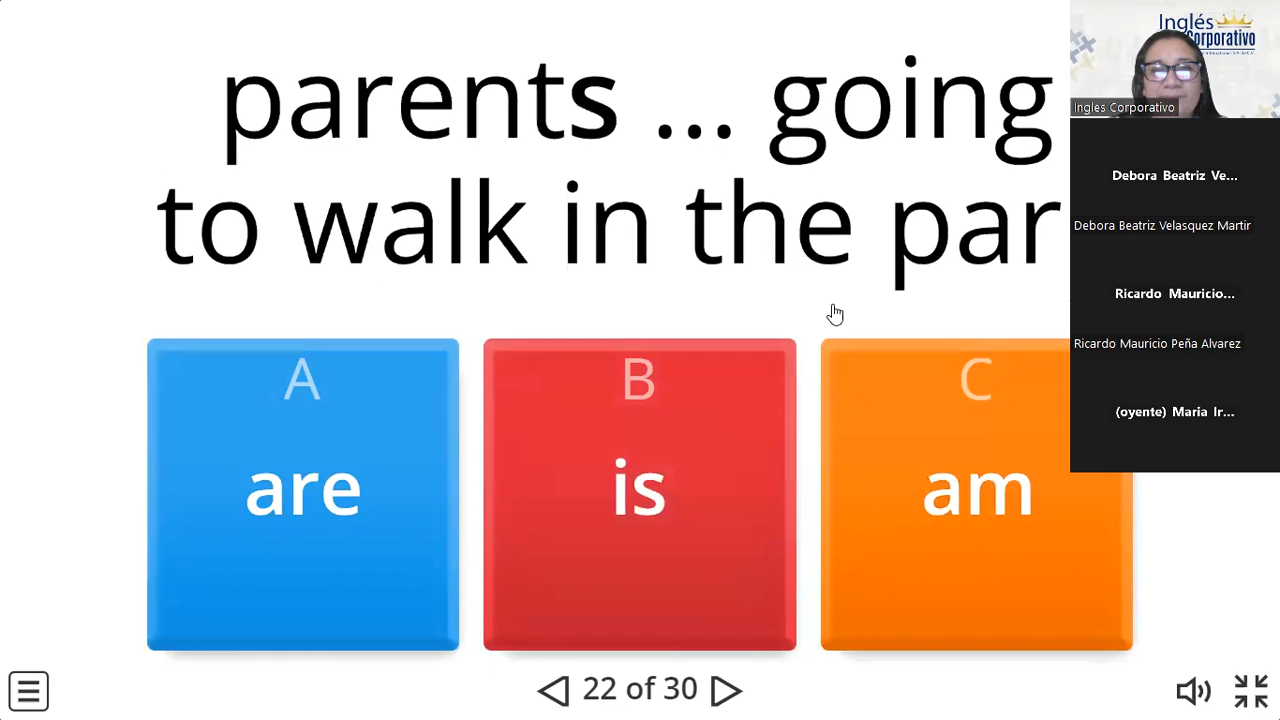 parents ... going
to walk in the par
A
are
B
is
C
am
22 of 30
Inglés
Corporativo
Ingles Corporativo
Debora Beatriz Ve...
Debora Beatriz Velasquez Martir
Ricardo Mauricio...
Ricardo Mauricio Peña Alvarez
(oyente) Maria Ir...